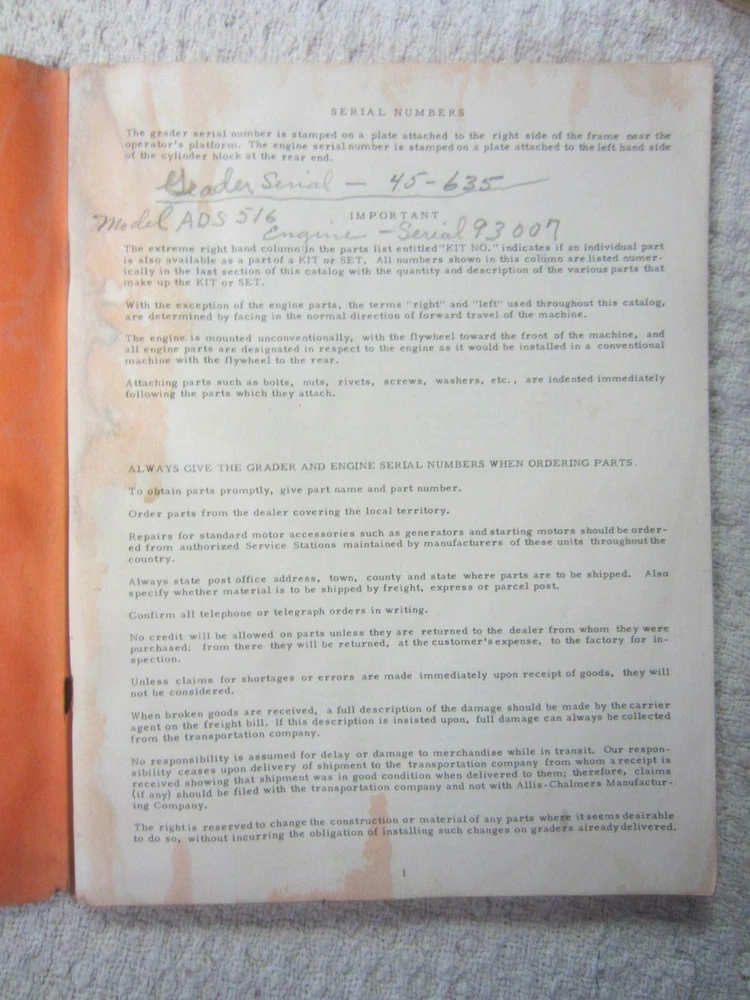 SERIAL NUMBERS
The grader serial number is stamped on a plate attached to the right side of the frame near the
operator's platform. The engine serial number is stamped on a plate attached to the left hand side
of the cylinder block at the rear end.
Grader Serial - 45-635
IMPORTANT
Model ADS 516
Engine - Serial 93007
The extreme right hand column in the parts list entitled "KIT NO." indicates if an individual part
is also available as a part of a KIT or SET. All numbers shown in this column are listed numer-
ically in the last section of this catalog with the quantity and description of the various parts that
make up the KIT or SET.
With the exception of the engine parts, the terms "right" and "left" used throughout this catalog,
are determined by facing in the normal direction of forward travel of the machine.
The engine is mounted unconventionally, with the flywheel toward the front of the machine, and
all engine parts are designated in respect to the engine as it would be installed in a conventional
machine with the flywheel to the rear.
Attaching parts such as bolts, nuts, rivets, screws, washers, etc., are indented immediately
following the parts which they attach.
ALWAYS GIVE THE GRADER AND ENGINE SERIAL NUMBERS WHEN ORDERING PARTS.
To obtain parts promptly, give part name and part number.
Order parts from the dealer covering the local territory.
Repairs for standard motor accessories such as generators and starting motors should be order-
ed from authorized Service Stations maintained by manufacturers of these units throughout the
country.
Always state post office address, town, county and state where parts are to be shipped. Also
specify whether material is to be shipped by freight, express or parcel post.
Confirm all telephone or telegraph orders in writing.
No credit will be allowed on parts unless they are returned to the dealer from whom they were
purchased; from there they will be returned, at the customer's expense, to the factory for in-
spection.
Unless claims for shortages or errors are made immediately upon receipt of goods, they will
not be considered.
When broken goods are received, a full description of the damage should be made by the carrier
agent on the freight bill. If this description is insisted upon, full damage can always be collected
from the transportation company.
No responsibility is assumed for delay or damage to merchandise while in transit. Our respon-
sibility ceases upon delivery of shipment to the transportation company from whom a receipt is
received showing that shipment was in good condition when delivered to them; therefore, claims
(if any) should be filed with the transportation company and not with Allis-Chalmers Manufactur-
ing Company.
The right is reserved to change the construction or material of any parts where it seems desirable
to do so, without incurring the obligation of installing such changes on graders already delivered.
1